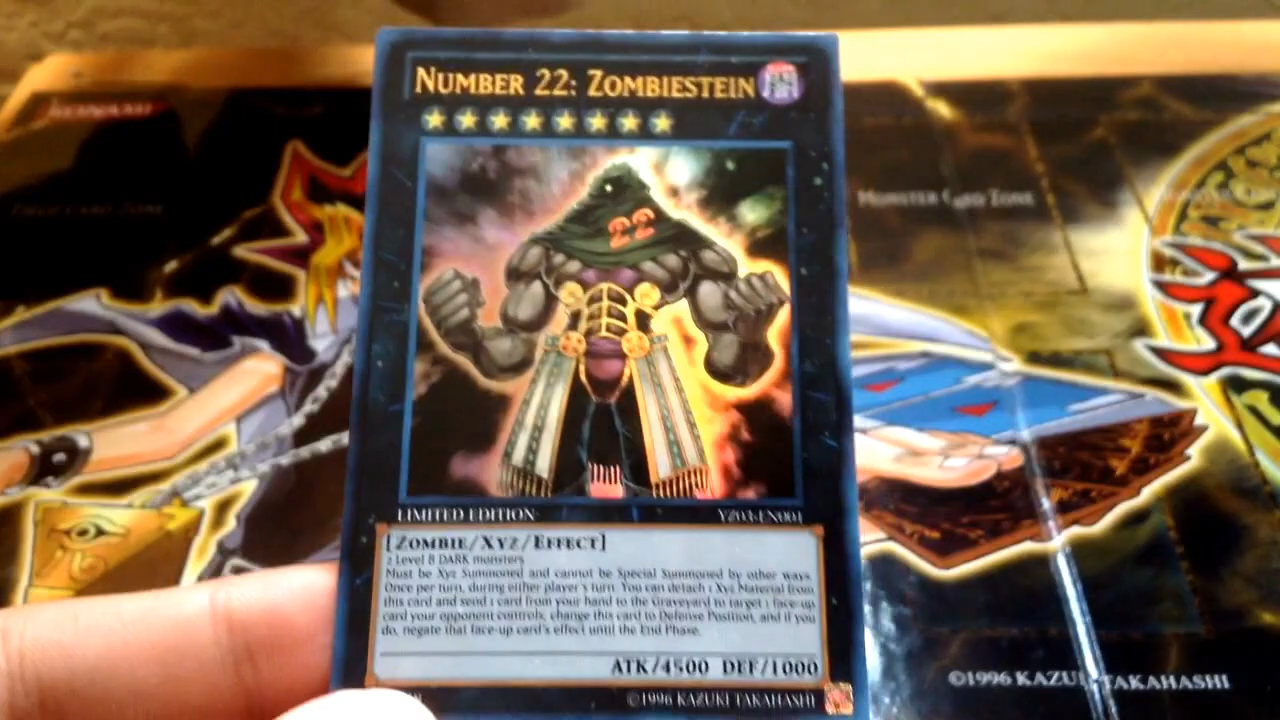 KONAMI
NUMBER 22: ZOMBIESTEIN
FIELD CARD ZONE
MONSTER CARD ZONE
22
LIMITED EDITION
YZ03-EN001
[ZOMBIE/XYZ/EFFECT]
2 Level 8 DARK monsters
Must be Xyz Summoned and cannot be Special Summoned by other ways.
Once per turn, during either player's turn: You can detach 1 Xyz Material from
this card and send 1 card from your hand to the Graveyard to target 1 face-up
card your opponent controls; change this card to Defense Position, and if you
do, negate that face-up card's effect until the End Phase.
ATK/4500 DEF/1000
©1996 KAZUKI TAKAHASHI
©1996 KAZUKI TAKAHASHI